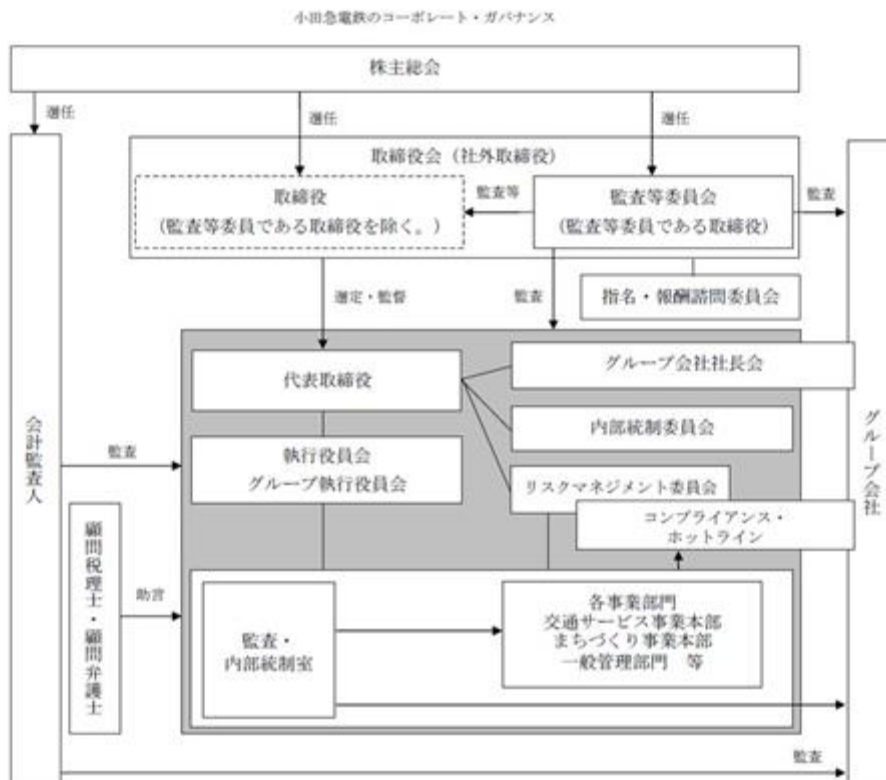 小田急電鉄のコーポレート・ガバナンス
株主総会
選任
選任
選任
取締役会（社外取締役）
取締役
（監査等委員である取締役を除く。）
監査等
監査等委員会
（監査等委員である取締役）
監査
選定・監督
監査
指名・報酬諮問委員会
代表取締役
グループ会社社長会
内部統制委員会
会計監査人
監査
執行役員会
グループ執行役員会
リスクマネジメント委員会
コンプライアンス・
ホットライン
グループ会社
顧問税理士・顧問弁護士
助言
監査・
内部統制室
各事業部門
交通サービス事業本部
まちづくり事業本部
一般管理部門　等
監査